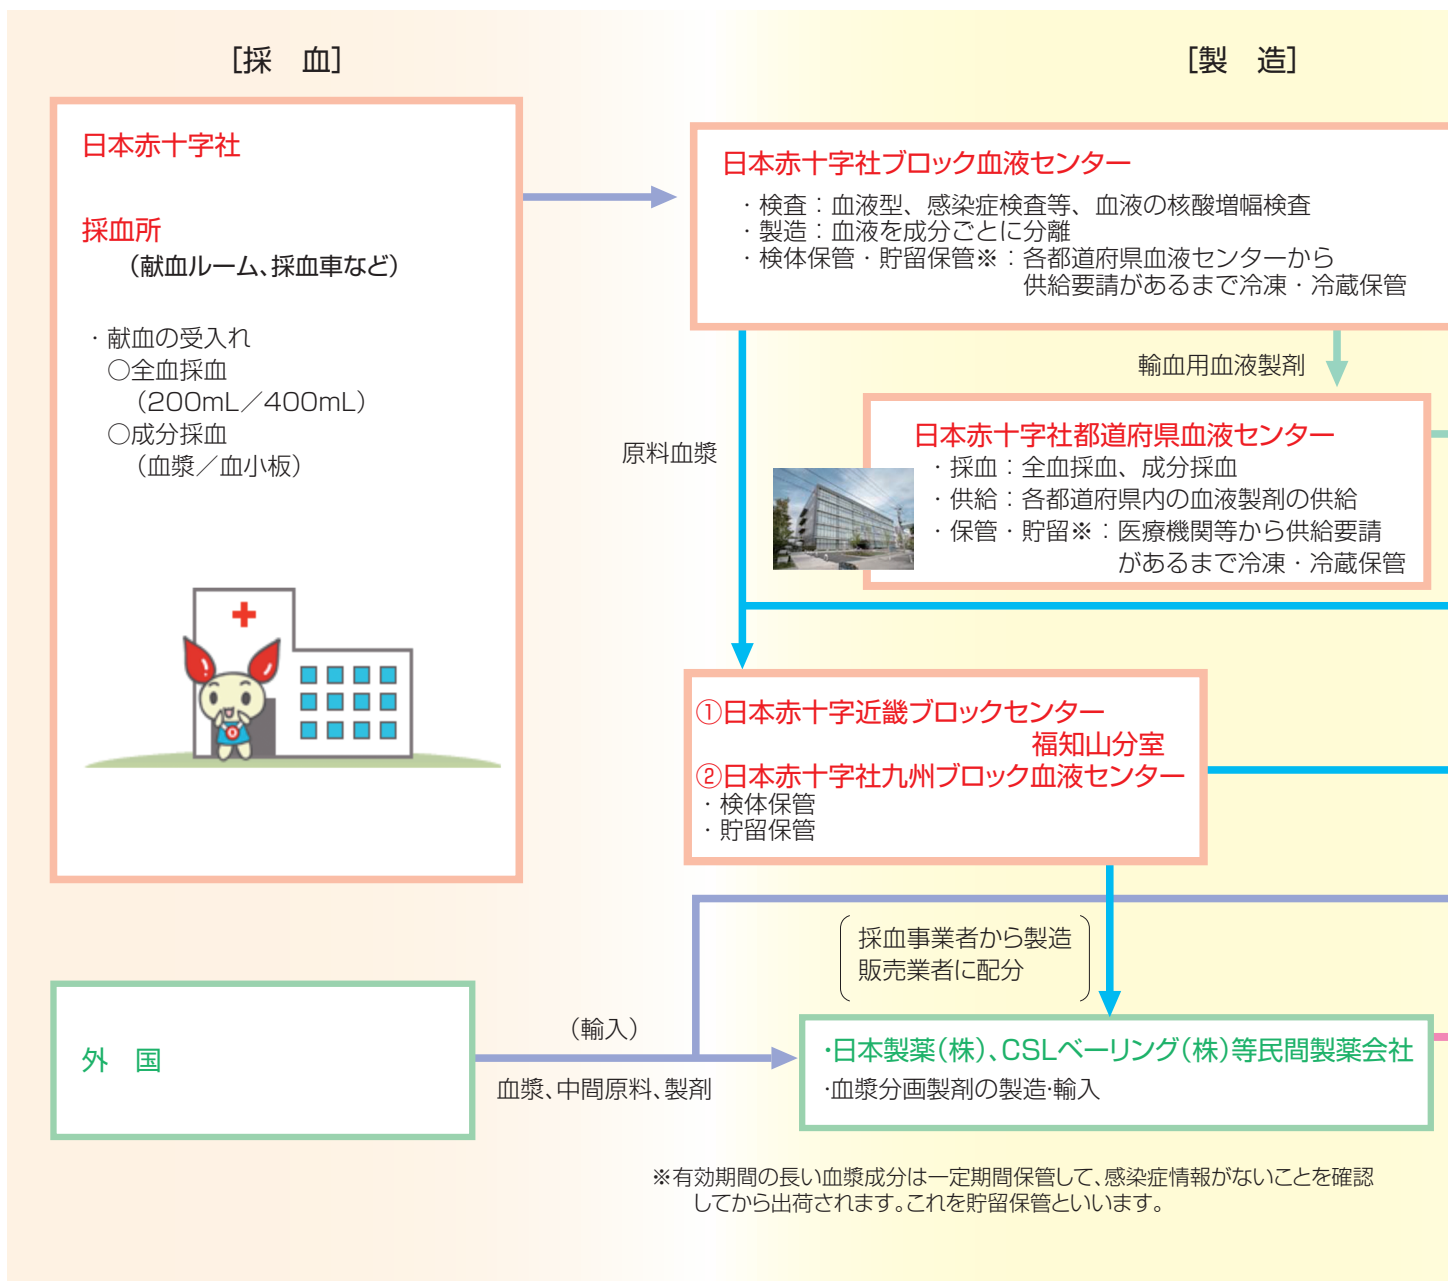 ［採　血］
日本赤十字社
採血所
（献血ルーム、採血車など）
・献血の受入れ
○全血採血
（200mL／400mL）
○成分採血
（血漿／血小板）
外　国
（輸入）
血漿、中間原料、製剤
［製　造］
日本赤十字社ブロック血液センター
・検査：血液型、感染症検査等、血液の核酸増幅検査
・製造：血液を成分ごとに分離
・検体保管・貯留保管※：各都道府県血液センターから
供給要請があるまで冷凍・冷蔵保管
輸血用血液製剤
原料血漿
日本赤十字社都道府県血液センター
・採血：全血採血、成分採血
・供給：各都道府県内の血液製剤の供給
・保管・貯留※：医療機関等から供給要請
があるまで冷凍・冷蔵保管
①日本赤十字近畿ブロックセンター
福知山分室
②日本赤十字社九州ブロック血液センター
・検体保管
・貯留保管
採血事業者から製造
販売業者に配分
・日本製薬（株）、CSLベーリング（株）等民間製薬会社
・血漿分画製剤の製造・輸入
※有効期間の長い血漿成分は一定期間保管して、感染症情報がないことを確認
してから出荷されます。これを貯留保管といいます。